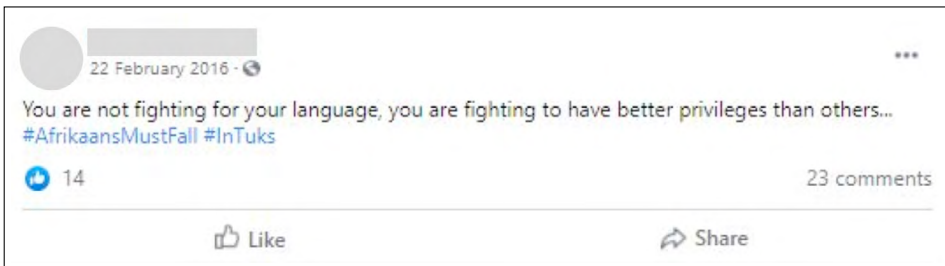 22 February 2016 ·
You are not fighting for your language, you are fighting to have better privileges than others...
#AfrikaansMustFall #InTuks
14
23 comments
Like
Share